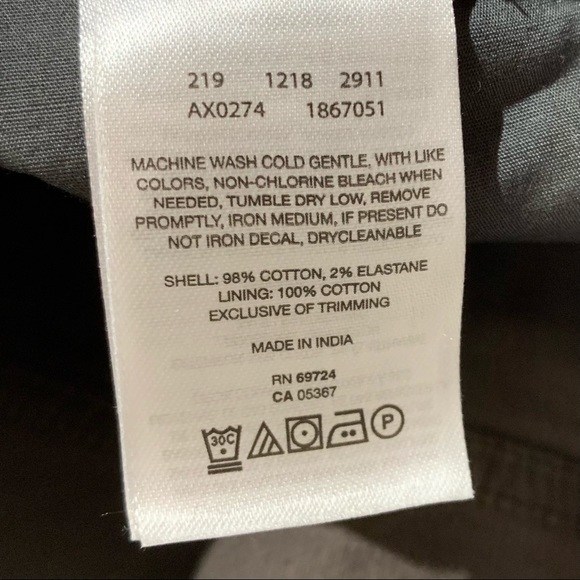 219 1218 2911
AX0274 1867051
MACHINE WASH COLD GENTLE, WITH LIKE
COLORS, NON-CHLORINE BLEACH WHEN
NEEDED, TUMBLE DRY LOW, REMOVE
PROMPTLY, IRON MEDIUM, IF PRESENT DO
NOT IRON DECAL, DRYCLEANABLE
SHELL: 98% COTTON, 2% ELASTANE
LINING: 100% COTTON
EXCLUSIVE OF TRIMMING
MADE IN INDIA
RN 69724
CA 05367
30C P